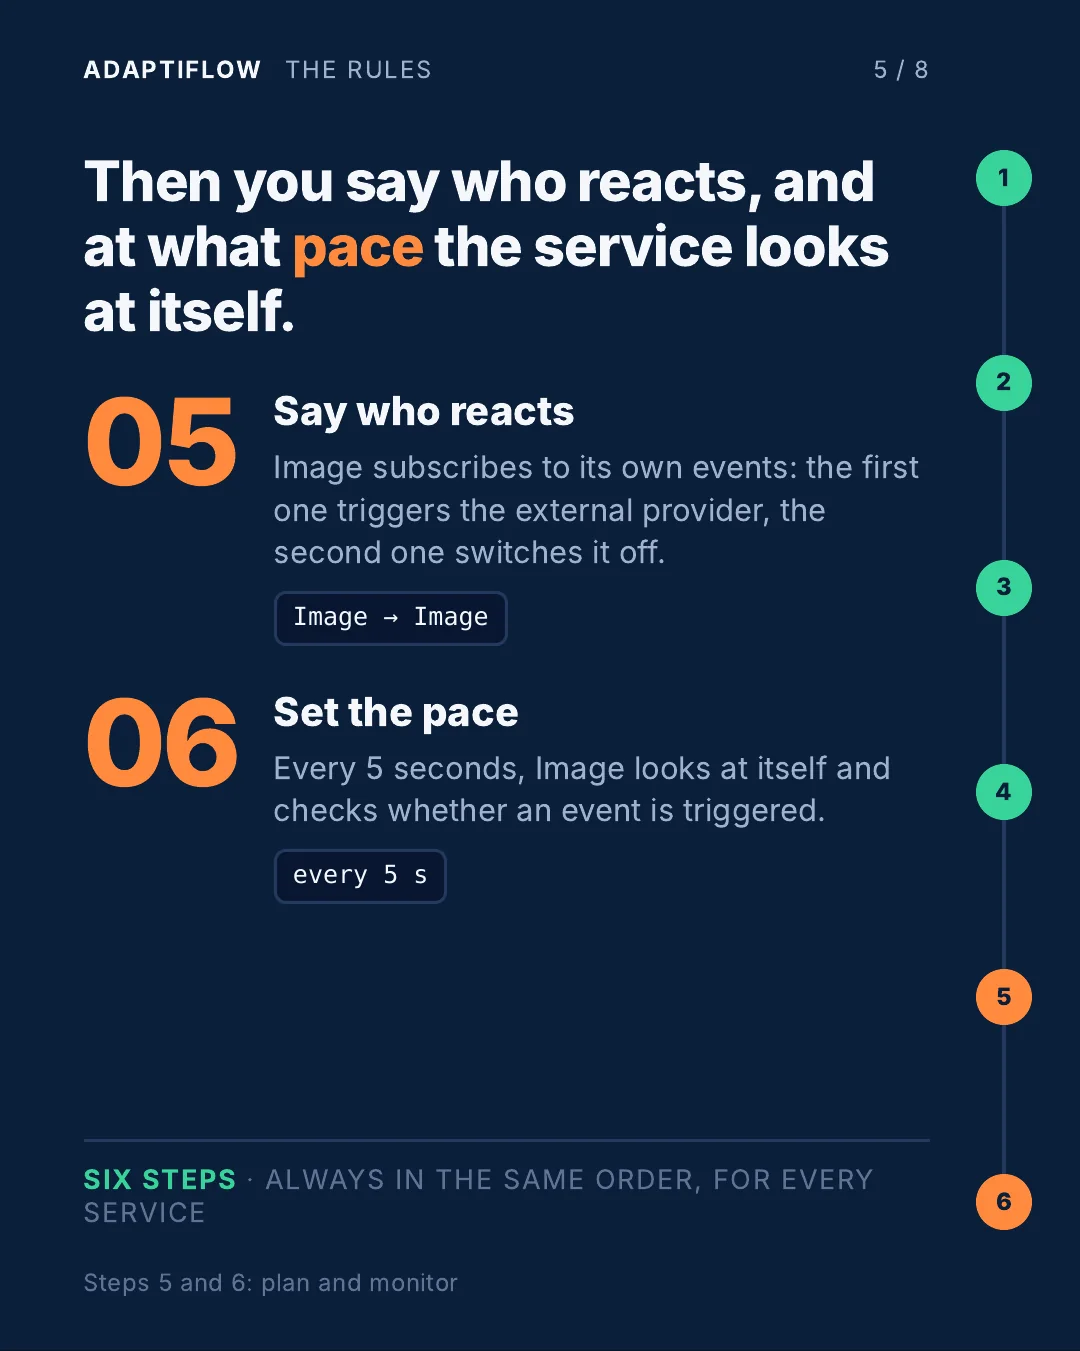 ADAPTIFLOW THE RULES
5 / 8
Then you say who reacts, and
at what pace the service looks
at itself.
05
Say who reacts
Image subscribes to its own events: the first
one triggers the external provider, the
second one switches it off.
Image → Image
06
Set the pace
Every 5 seconds, Image looks at itself and
checks whether an event is triggered.
every 5 s
SIX STEPS · ALWAYS IN THE SAME ORDER, FOR EVERY
SERVICE
Steps 5 and 6: plan and monitor
1
2
3
4
5
6